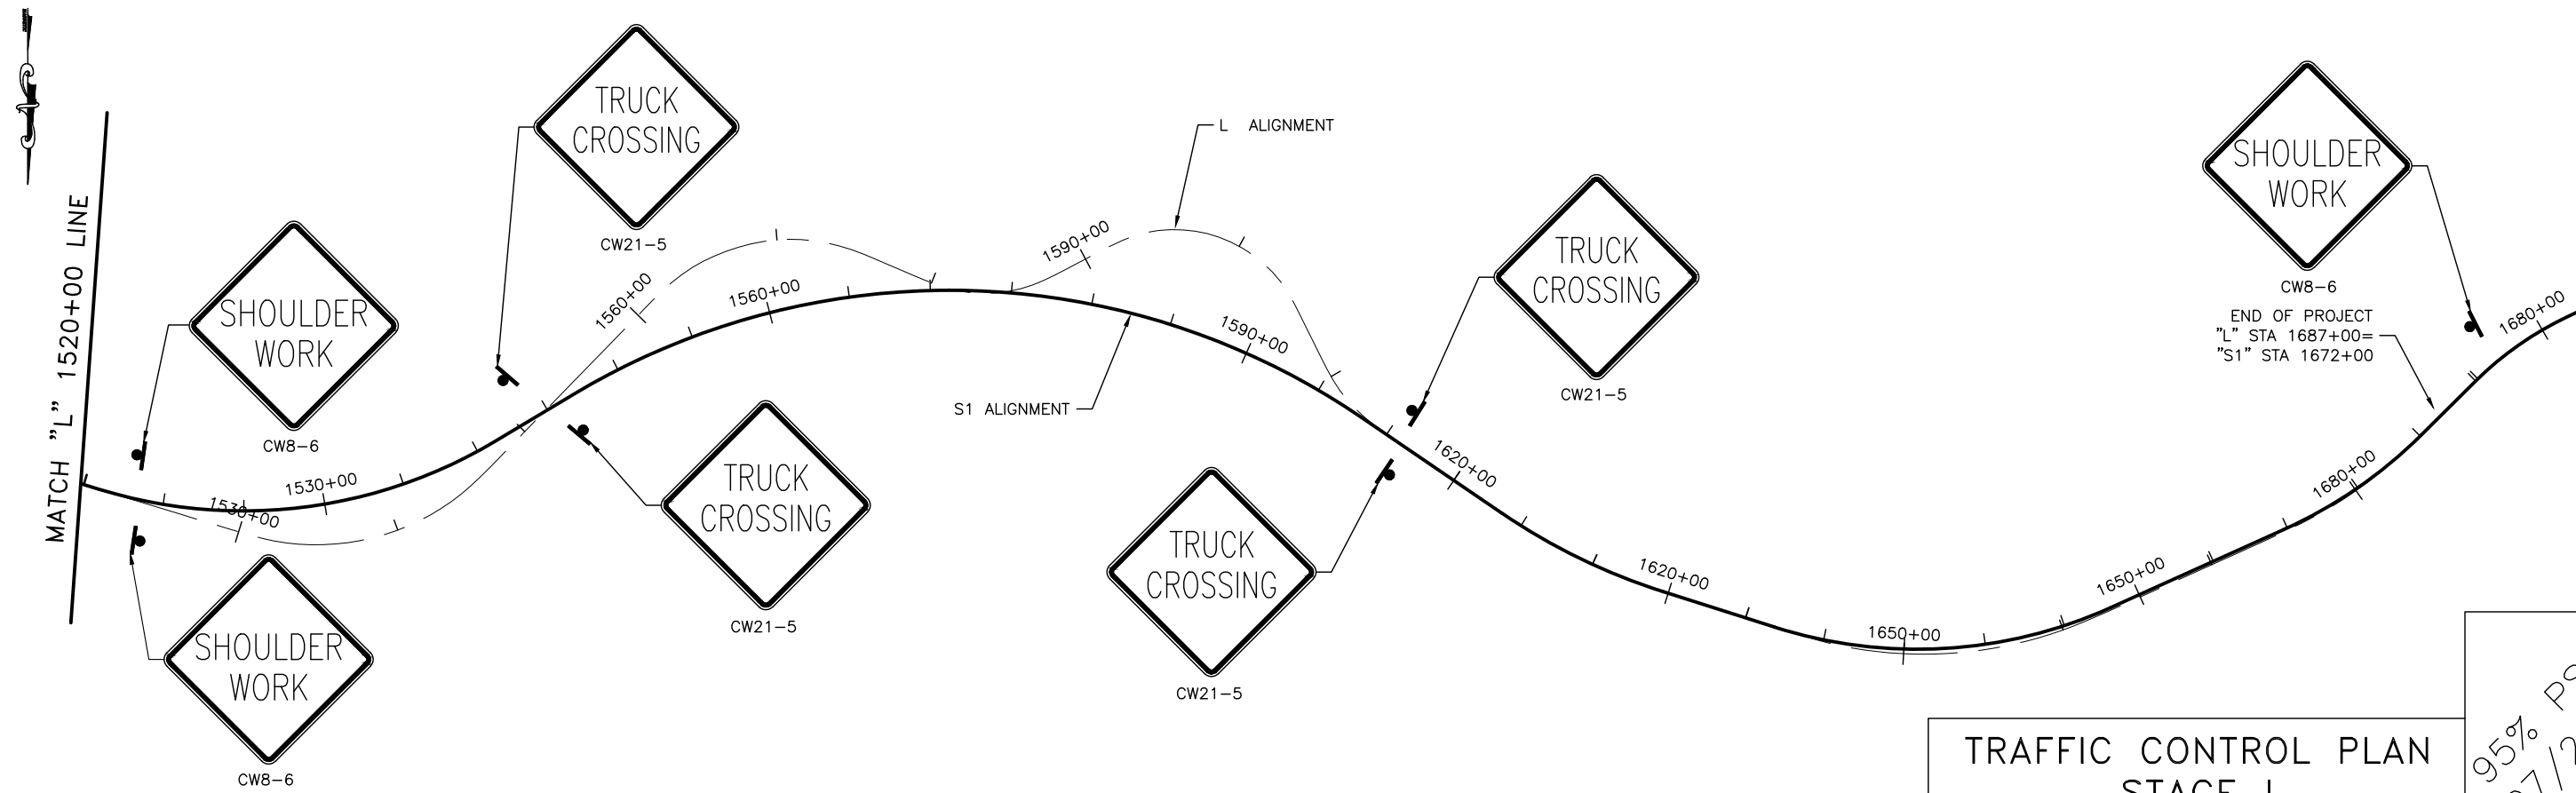 MATCH "L" 1520+00 LINE
SHOULDER
WORK
CW8-6
SHOULDER
WORK
CW8-6
TRUCK
CROSSING
CW21-5
TRUCK
CROSSING
CW21-5
1530+00
1530+00
1560+00
1560+00
L ALIGNMENT
1590+00
1590+00
S1 ALIGNMENT
TRUCK
CROSSING
CW21-5
TRUCK
CROSSING
CW21-5
1620+00
1620+00
1650+00
1650+00
1680+00
SHOULDER
WORK
CW8-6
END OF PROJECT
"L" STA 1687+00=
"S1" STA 1672+00
1680+00
TRAFFIC CONTROL PLAN
95%